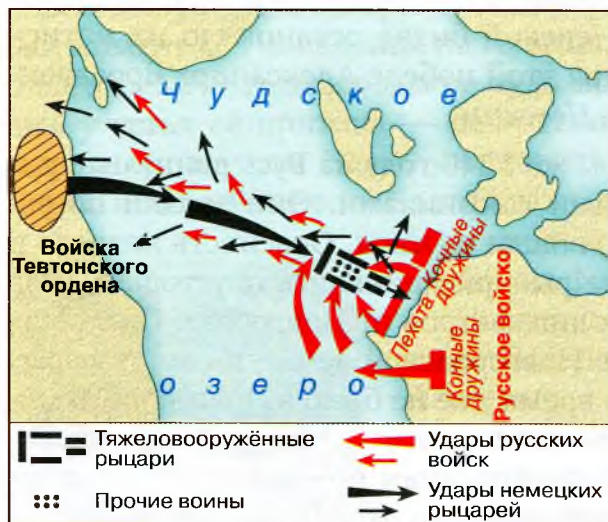 Чудское
Войска
Тевтонского
ордена
Пехота
Конные
дружины
Конные
дружины
Русское войско
озеро
Тяжеловооружённые
рыцари
Прочие воины
Удары русских
войск
Удары немецких
рыцарей